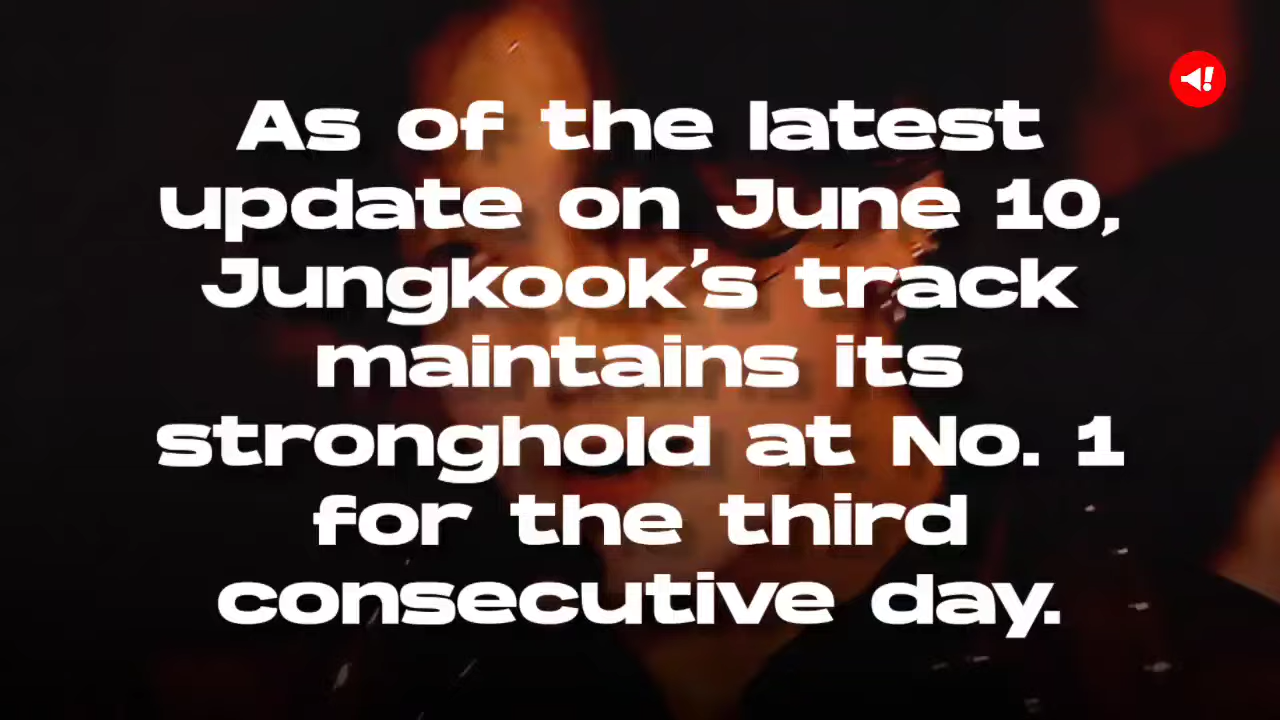 As of the latest
update on June 10,
Jungkook’s track
maintains its
stronghold at No. 1
for the third
consecutive day.